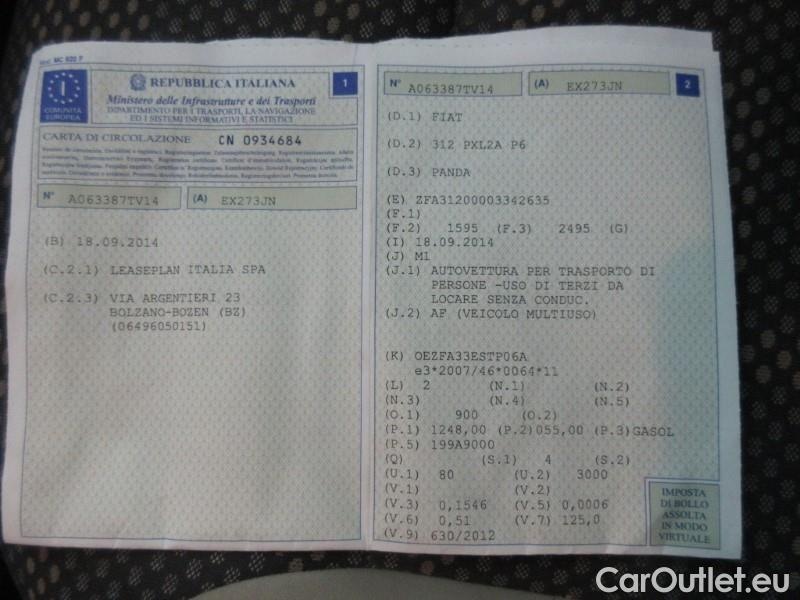 Mod. MC 820 F
I
COMUNITÀ
EUROPEA
REPUBBLICA ITALIANA
1
Ministero delle Infrastrutture e dei Trasporti
DIPARTIMENTO PER I TRASPORTI, LA NAVIGAZIONE
ED I SISTEMI INFORMATIVI E STATISTICI
CARTA DI CIRCOLAZIONE CN 0934684
N° A063387TV14 (A) EX273JN
(B) 18.09.2014
(C.2.1) LEASEPLAN ITALIA SPA
(C.2.3) VIA ARGENTIERI 23
BOLZANO-BOZEN (BZ)
(06496050151)
N° A063387TV14 (A) EX273JN 2
(D.1) FIAT
(D.2) 312 PXL2A P6
(D.3) PANDA
(E) ZFA31200003342635
(F.1)
(F.2) 1595 (F.3) 2495 (G)
(I) 18.09.2014
(J) M1
(J.1) AUTOVETTURA PER TRASPORTO DI
PERSONE -USO DI TERZI DA
LOCARE SENZA CONDUC.
(J.2) AF (VEICOLO MULTIUSO)
(K) OEZFA33ESTP06A
e3*2007/46*0064*11
(L) 2 (N.1) (N.2)
(N.3) (N.4) (N.5)
(O.1) 900 (O.2)
(P.1) 1248,00 (P.2)055,00 (P.3)GASOL
(P.5) 199A9000
(Q) (S.1) 4 (S.2)
(U.1) 80 (U.2) 3000
(V.1) (V.2)
(V.3) 0,1546 (V.5) 0,0006
(V.6) 0,51 (V.7) 125,0
(V.9) 630/2012
IMPOSTA
DI BOLLO
ASSOLTA
IN MODO
VIRTUALE
CarOutlet.eu